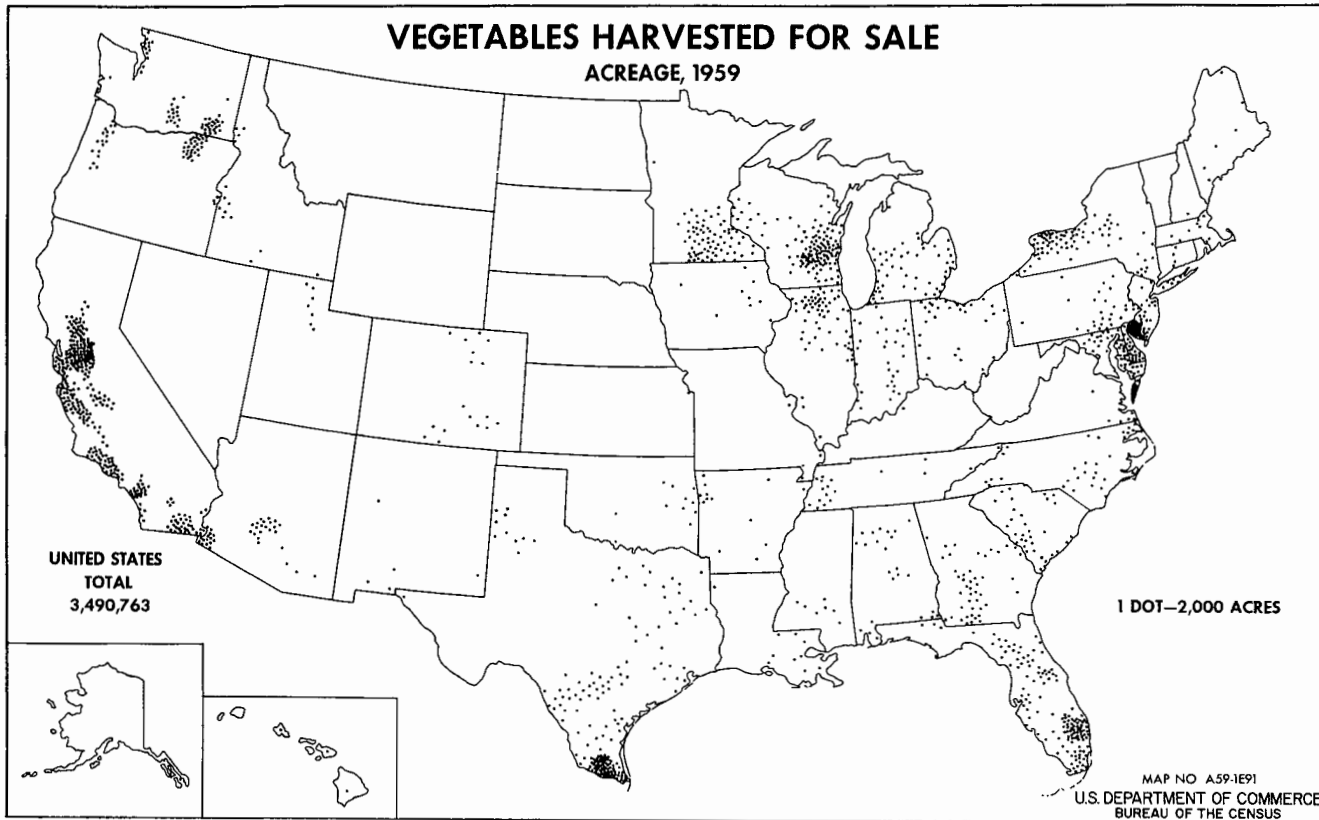 VEGETABLES HARVESTED FOR SALE
ACREAGE, 1959
UNITED STATES
TOTAL
3,490,763
1 DOT—2,000 ACRES
MAP NO A59-1E91
U.S. DEPARTMENT OF COMMERCE
BUREAU OF THE CENSUS